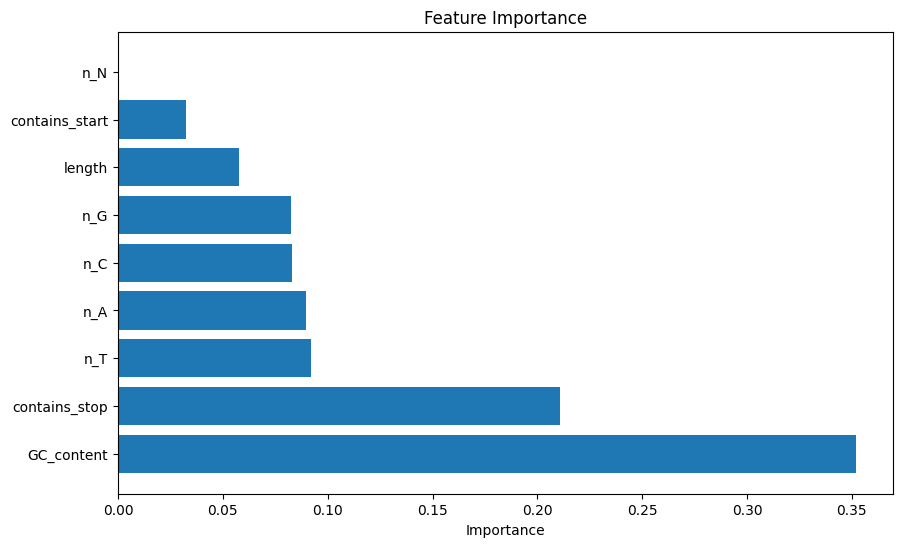 Feature Importance
n_N
contains_start
length
n_G
n_C
n_A
n_T
contains_stop
GC_content
0.00 0.05 0.10 0.15 0.20 0.25 0.30 0.35
Importance